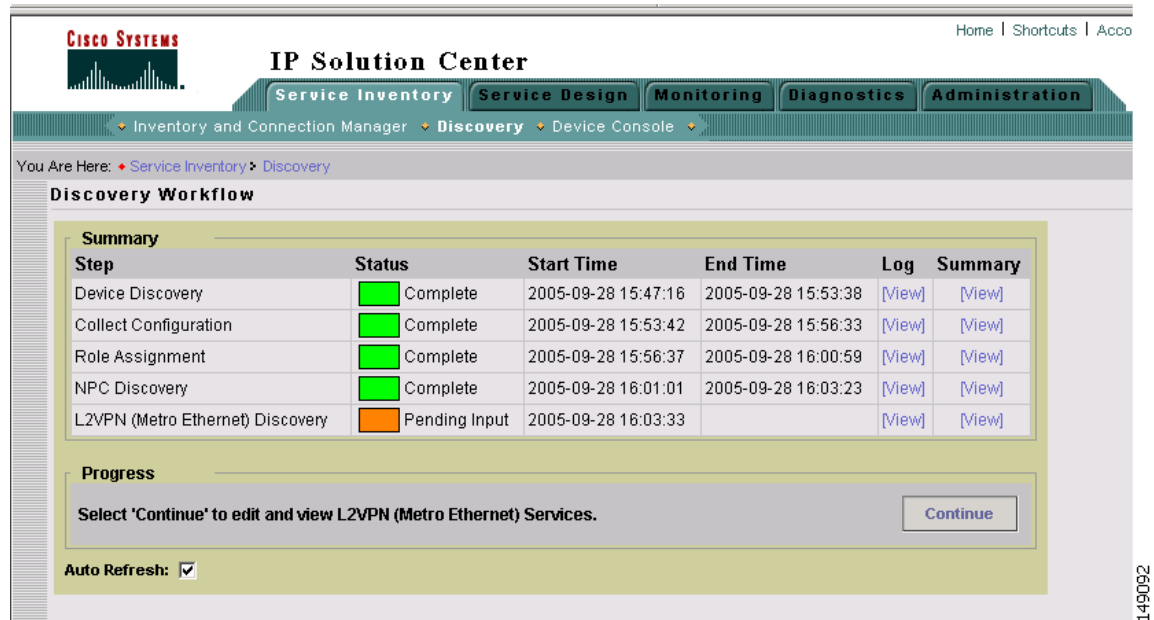 Home | Shortcuts | Acco
CISCO SYSTEMS
IP Solution Center
Service Inventory Service Design Monitoring Diagnostics Administration
Inventory and Connection Manager Discovery Device Console
You Are Here: Service Inventory Discovery
Discovery Workflow
Summary
Step Status Start Time End Time Log Summary
Device Discovery Complete 2005-09-28 15:47:16 2005-09-28 15:53:38 [View] [View]
Collect Configuration Complete 2005-09-28 15:53:42 2005-09-28 15:56:33 [View] [View]
Role Assignment Complete 2005-09-28 15:56:37 2005-09-28 16:00:59 [View] [View]
NPC Discovery Complete 2005-09-28 16:01:01 2005-09-28 16:03:23 [View] [View]
L2VPN (Metro Ethernet) Discovery Pending Input 2005-09-28 16:03:33 [View] [View]
Progress
Select 'Continue' to edit and view L2VPN (Metro Ethernet) Services. Continue
Auto Refresh:
149092